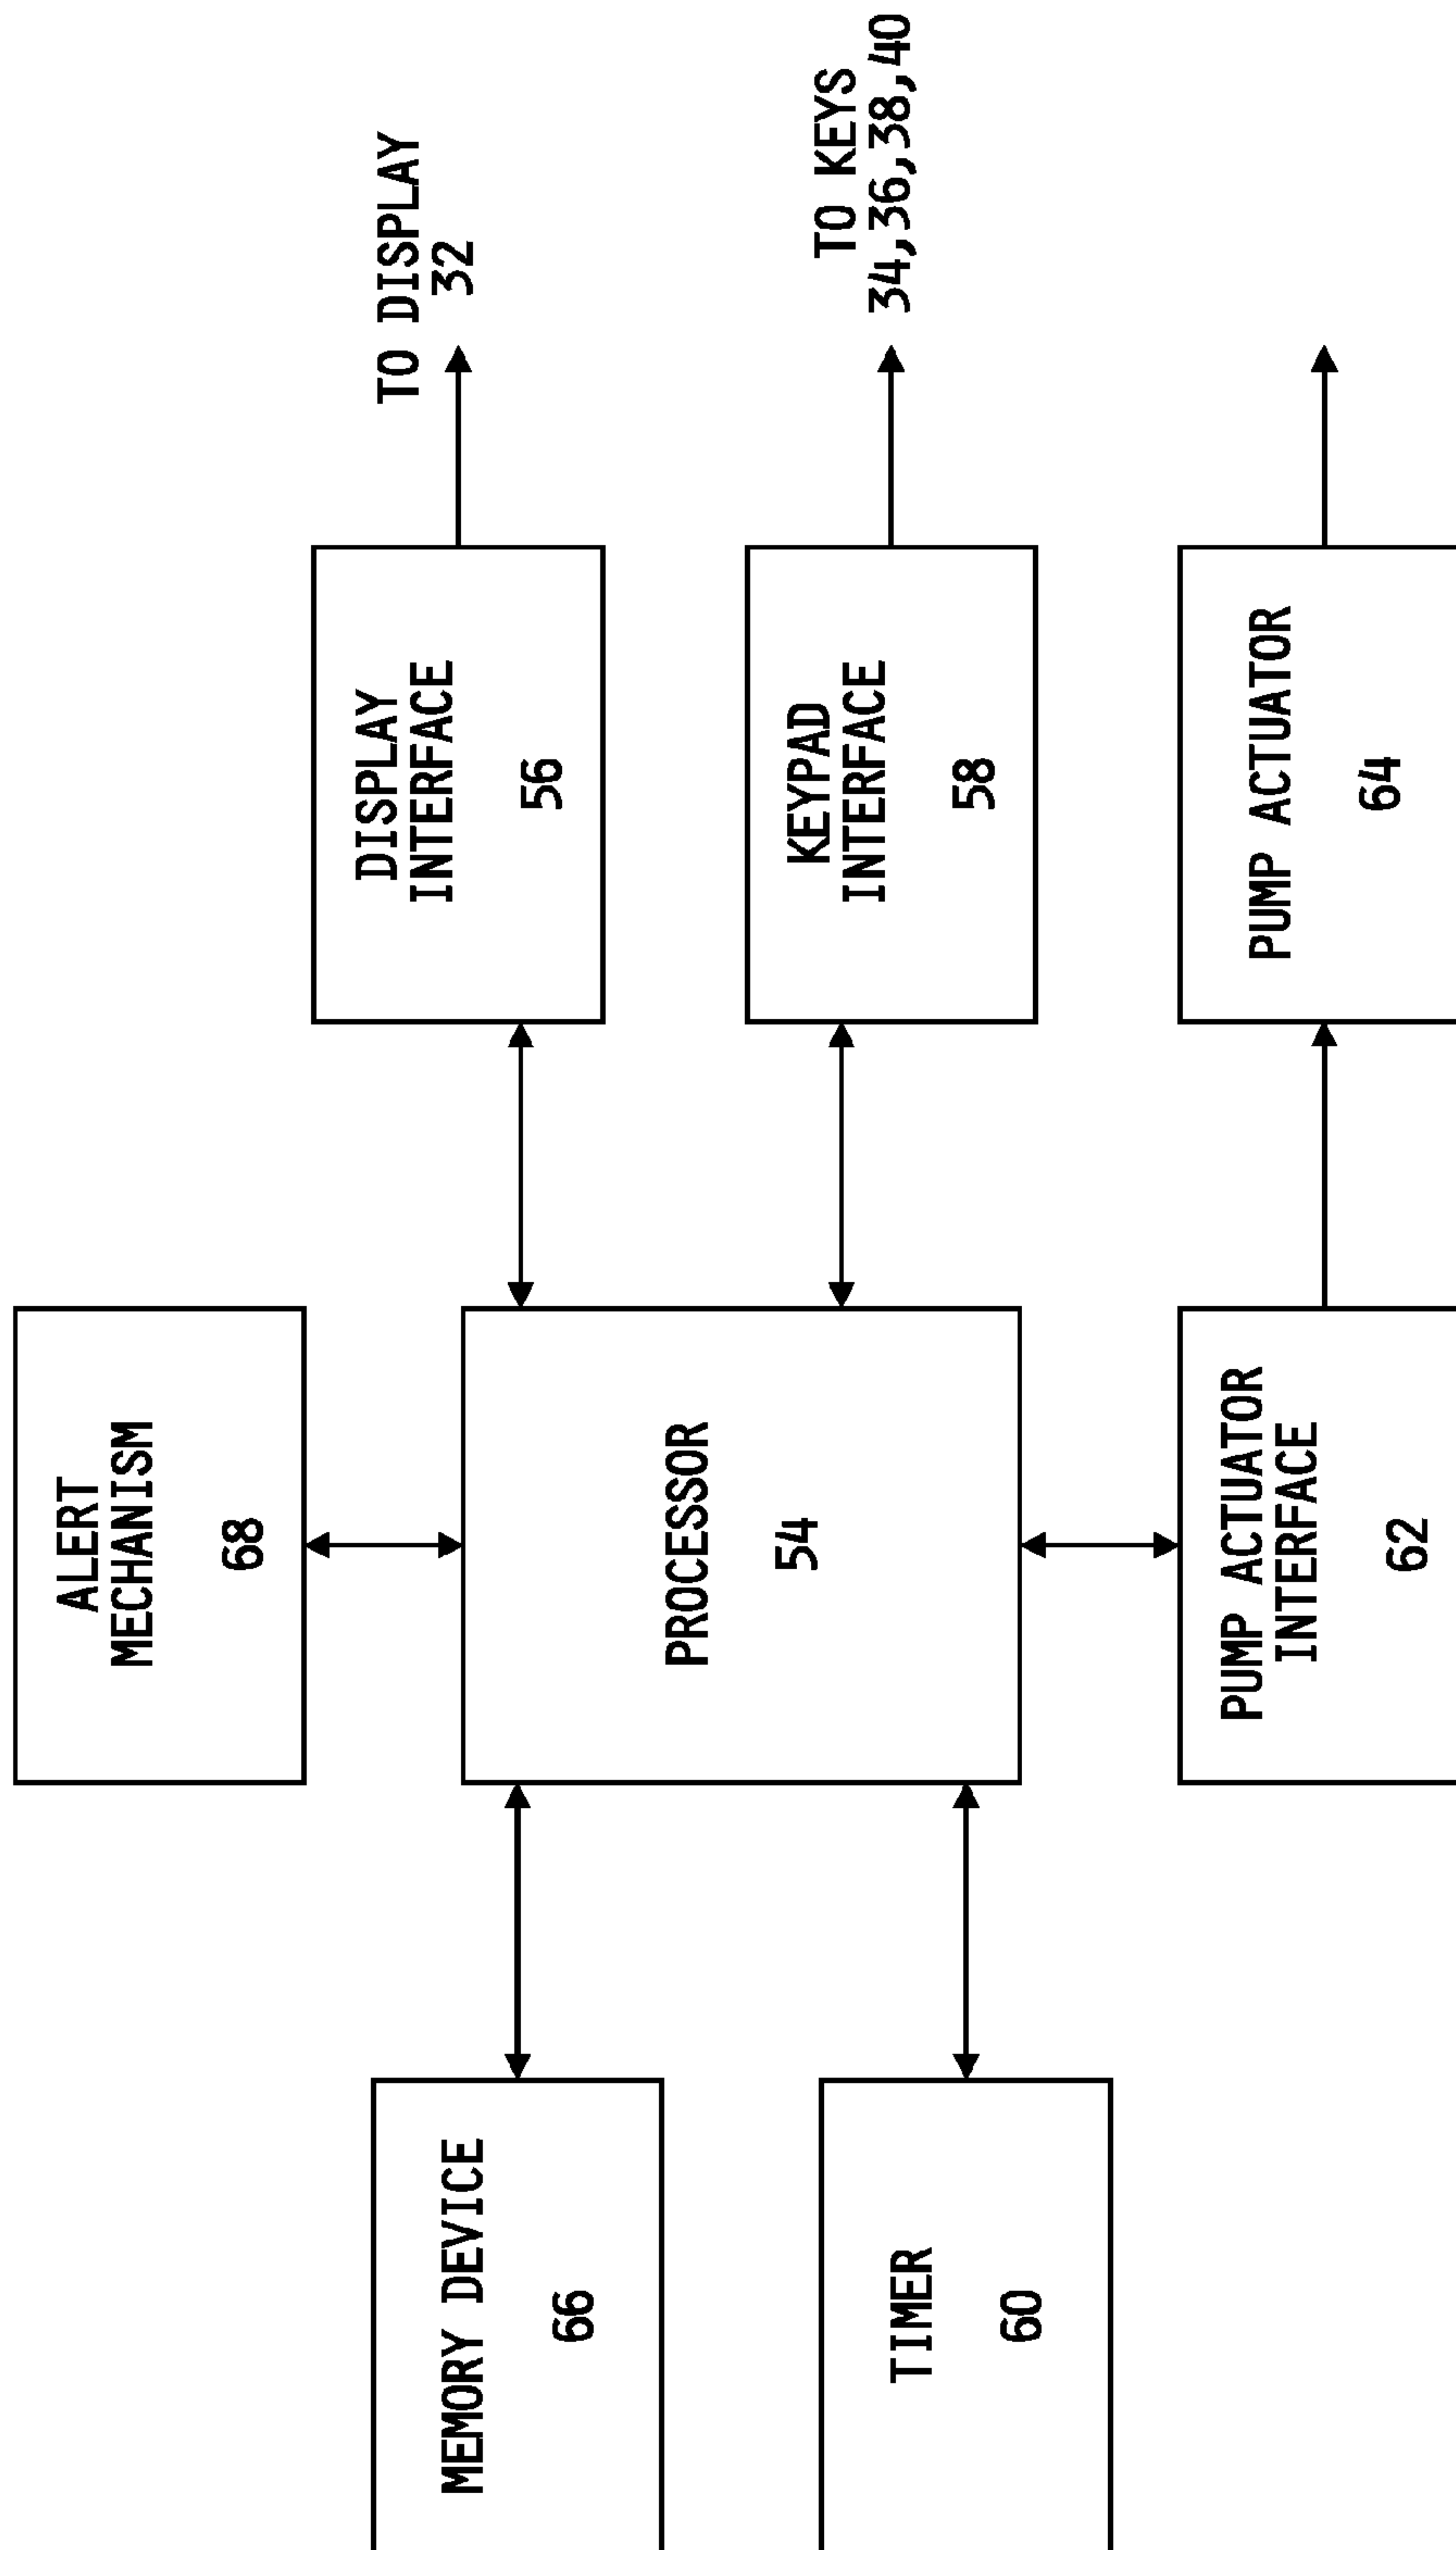 ALERT
MECHANISM
68
TO DISPLAY
32
DISPLAY
INTERFACE
56
MEMORY DEVICE
66
PROCESSOR
54
TO KEYS
34,36,38,40
KEYPAD
INTERFACE
58
TIMER
60
PUMP ACTUATOR
INTERFACE
62
PUMP ACTUATOR
64